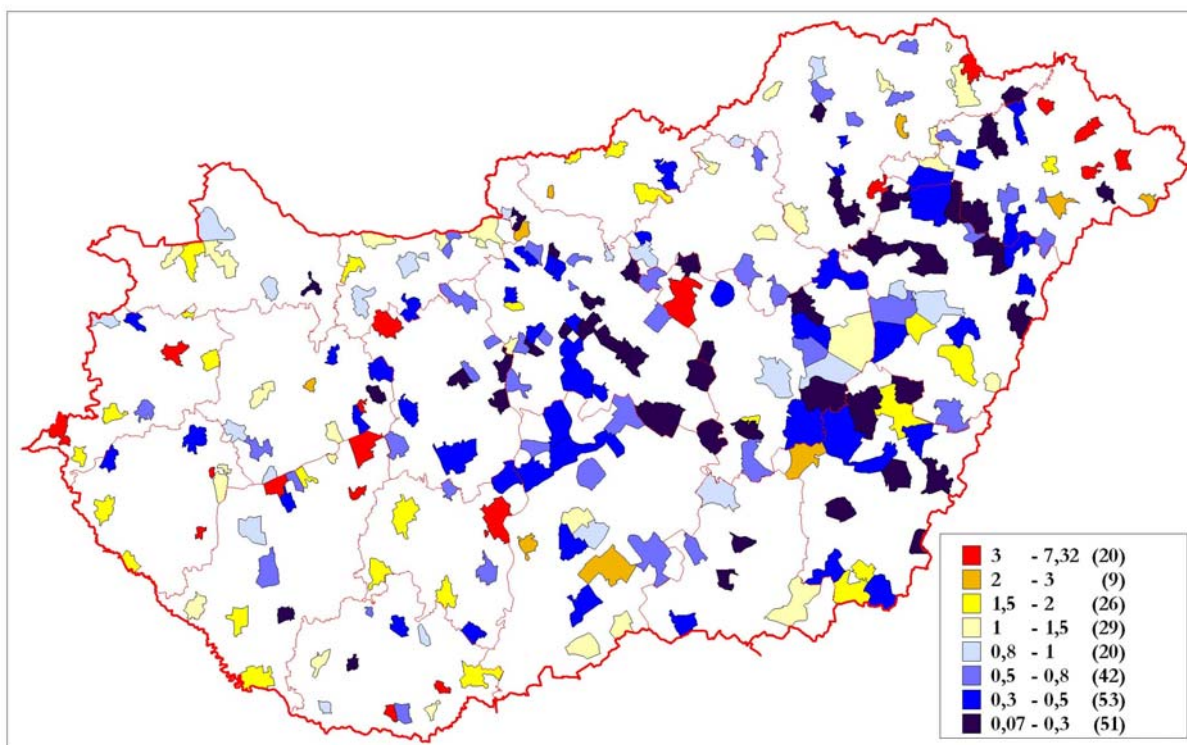 3 - 7,32 (20)
2 - 3 (9)
1,5 - 2 (26)
1 - 1,5 (29)
0,8 - 1 (20)
0,5 - 0,8 (42)
0,3 - 0,5 (53)
0,07 - 0,3 (51)